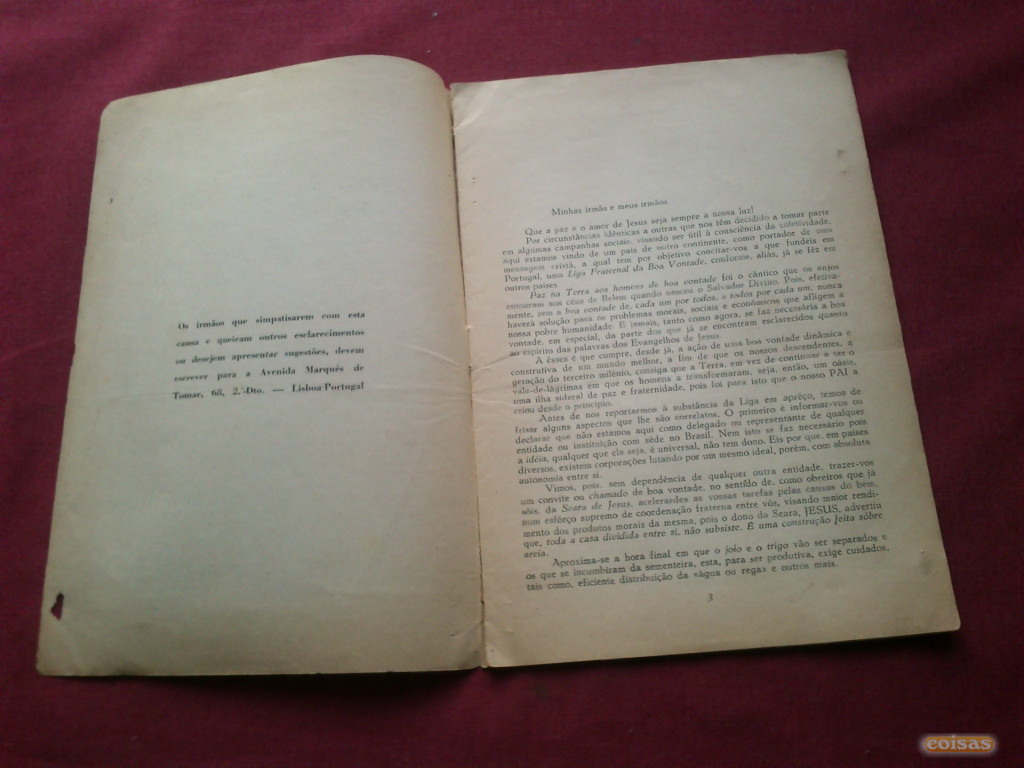 Os irmãos que simpatisarem com esta
causa e queiram outros esclarecimentos
ou desejem apresentar sugestões, devem
escrever para a Avenida Marquês de
Tomar, 68, 2.º-Dto. — Lisboa-Portugal
Minhas irmãs e meus irmãos
Que a paz e o amor de Jesus seja sempre a nossa luz!
Por circunstâncias idênticas a outras que nos têm decidido a tomar parte
em algumas campanhas sociais, visando ser útil à consciência da coletividade,
aqui estamos vindo de um país de outro continente, como portador de uma
mensagem cristã, a qual tem por objetivo concitar-vos a que fundeis em
Portugal, uma Liga Fraternal da Boa Vontade, conforme, aliás, já se fêz em
outros países
Paz na Terra aos homens de boa vontade foi o cântico que os anjos
entoaram nos céus de Belem quando nasceu o Salvador Divino. Pois, efetiva-
mente, sem a boa vontade de, cada um por todos, e todos por cada um, nunca
haverá solução para os problemas morais, sociais e económicos que afligem a
nossa pobre humanidade E jamais, tanto como agora, se faz necessária a boa
vontade, em especial, da parte dos que já se encontram esclarecidos quanto
ao espírito das palavras dos Evangelhos de Jesus.
A êsses é que cumpre, desde já, a ação de uma boa vontade dinâmica e
construtiva de um mundo melhor, a fim de que os nossos descendentes, a
geração do terceiro milênio, consiga que a Terra, em vez de continuar a ser o
vale-de-lágrimas em que os homens a transformaram, seja, então, um oásis,
uma ilha sideral de paz e fraternidade, pois foi para isto que o nosso PAI a
criou desde o princípio.
Antes de nos reportarmos à substância da Liga em aprêço, temos de
frisar alguns aspectos que lhe são correlatos. O primeiro é informar-vos ou
declarar que não estamos aqui como delegado ou representante de qualquer
entidade ou instituïção com séde no Brasil. Nem isto se faz necessário pois
a idéia, qualquer que ela seja, é universal, não tem dono. Eis por que, em países
diversos, existem corporações lutando por um mesmo ideal, porém, com absoluta
autonomia entre si.
Vimos, pois, sem dependência de qualquer outra entidade, trazer-vos
um convite ou chamado de boa vontade, no sentído de, como obreitos que já
sôis, da Seara de Jesus, acelerardes as vossas tarefas pelas causas do bem,
num esfôrço supremo de coordenação fraterna entre vós, visando maior rendi-
mento dos produtos morais da mesma, pois o dono da Seara, JESUS, advertiu
que, toda a casa dividida entre si, não subsiste. É uma construção feita sôbre
areia.
Aproxima-se a hora final em que o joio e o trigo vão ser separados e
os que se incumbiram da sementeira, esta, para ser produtiva, exige cuidados,
tais como, eficiente distribuição da «água ou rega» e outros mais.
3
coisas